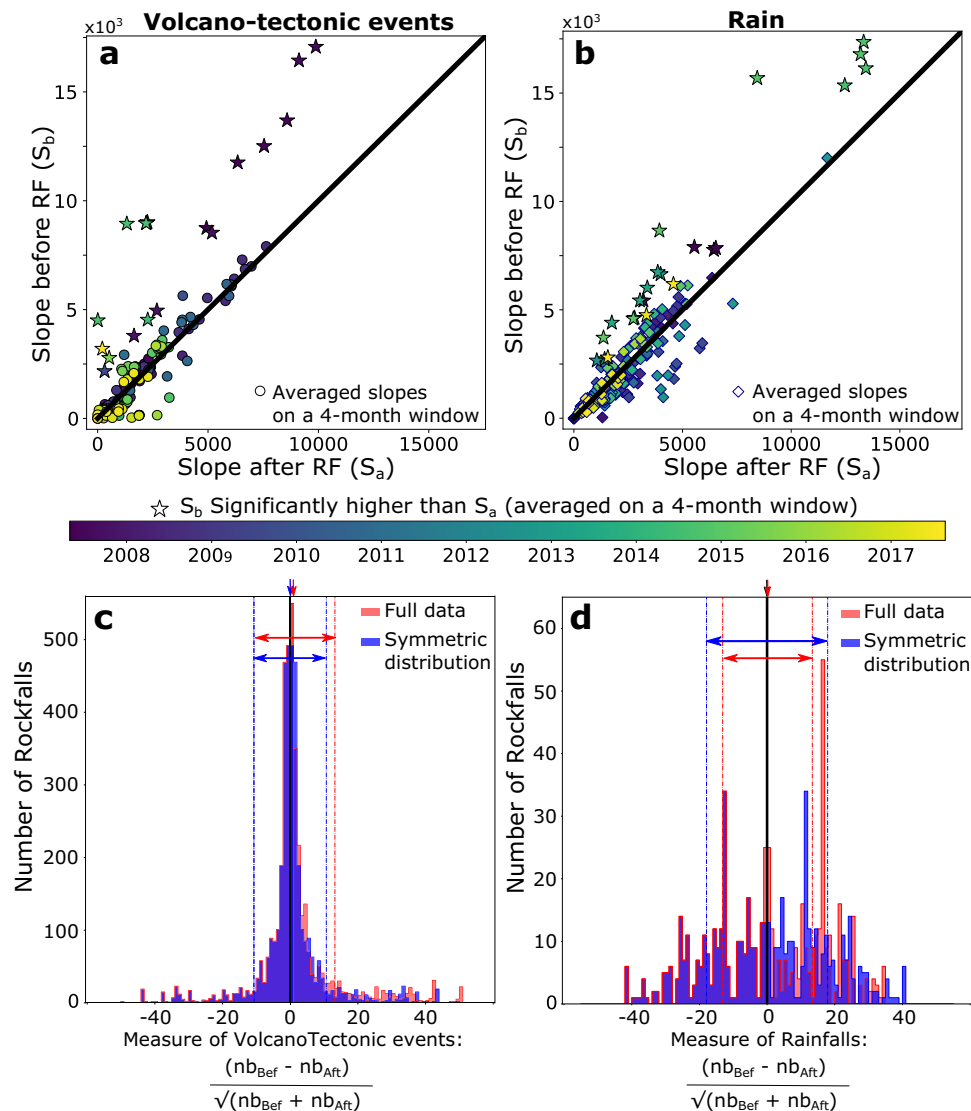 Volcano-tectonic events
Rain
x10³
a
15
10
5
0
Slope before RF (S_b)
0 5000 10000 15000
Slope after RF (S_a)
Averaged slopes
on a 4-month window
x10³
b
15
10
5
0
Slope before RF (S_b)
0 5000 10000 15000
Slope after RF (S_a)
Averaged slopes
on a 4-month window
☆ S_b Significantly higher than S_a (averaged on a 4-month window)
2008 2009 2010 2011 2012 2013 2014 2015 2016 2017
c
Full data
Symmetric
distribution
500
400
300
200
100
0
Number of Rockfalls
-40 -20 0 20 40
Measure of VolcanoTectonic events:
(nb_Bef - nb_Aft)
√(nb_Bef + nb_Aft)
d
Full data
Symmetric
distribution
60
50
40
30
20
10
0
Number of Rockfalls
-40 -20 0 20 40
Measure of Rainfalls:
(nb_Bef - nb_Aft)
√(nb_Bef + nb_Aft)